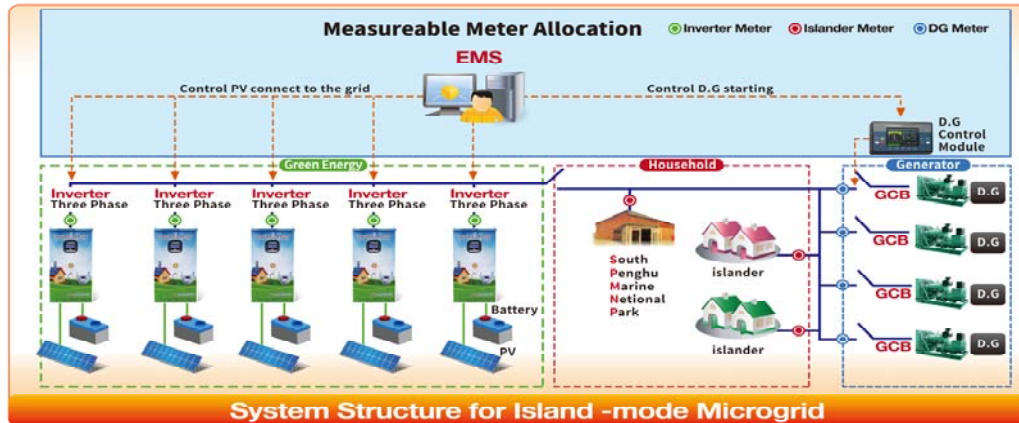 Measureable Meter Allocation
Inverter Meter
Islander Meter
DG Meter
EMS
Control PV connect to the grid
Control D.G starting
D.G
Control
Module
Green Energy
Household
Generator
Inverter
Three Phase
Inverter
Three Phase
Inverter
Three Phase
Inverter
Three Phase
Inverter
Three Phase
GCB
D.G
GCB
D.G
GCB
D.G
GCB
D.G
South
Penghu
Marine
Netional
Park
islander
islander
Battery
PV
System Structure for Island -mode Microgrid